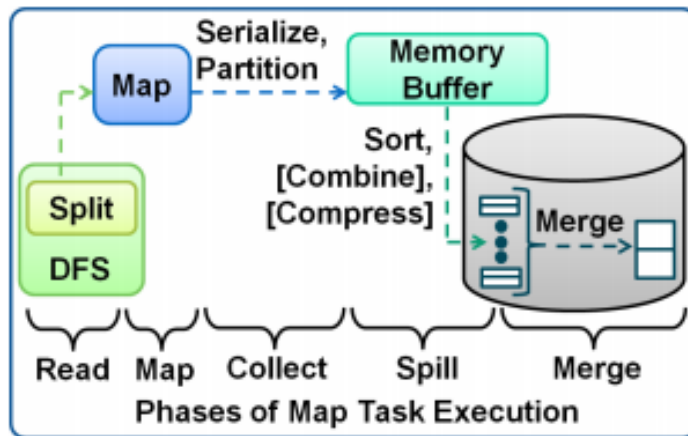 Serialize,
Partition
Map
Memory
Buffer
Sort,
[Combine],
[Compress]
Split
DFS
Merge
Read
Map
Collect
Spill
Merge
Phases of Map Task Execution